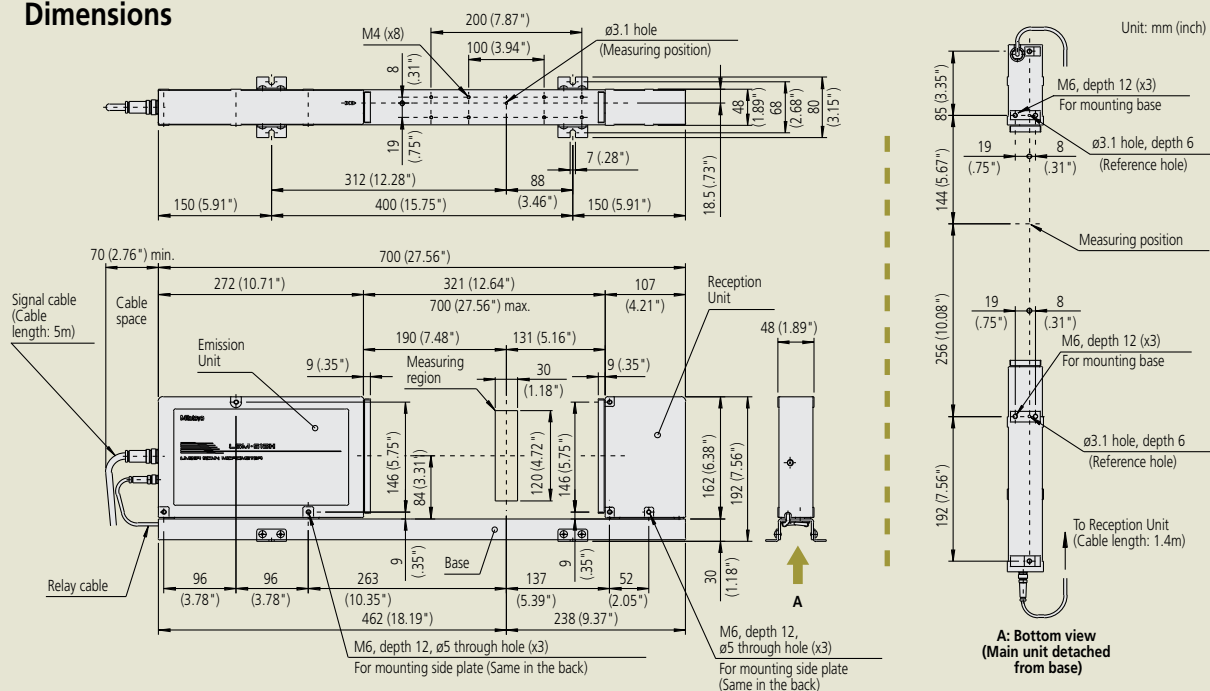 Dimensions
Unit: mm (inch)
200 (7.87")
M4 (x8)
ø3.1 hole
(Measuring position)
100 (3.94")
8
(.31")
48
(1.89")
68
(2.68")
80
(3.15")
19
(.75")
7 (.28")
18.5 (.73")
312 (12.28")
88
(3.46")
150 (5.91")
400 (15.75")
150 (5.91")
70 (2.76") min.
700 (27.56")
272 (10.71")
321 (12.64")
107
(4.21")
700 (27.56") max.
Reception
Unit
Signal cable
(Cable
length: 5m)
Cable
space
190 (7.48")
131 (5.16")
48 (1.89")
Emission
Unit
9 (.35")
Measuring
region
30
(1.18")
9 (.35")
Mitutoyo
LSM-516H
LASER SCAN MICROMETER
146 (5.75")
84 (3.31")
120 (4.72")
146 (5.75")
162 (6.38")
192 (7.56")
9
(.35")
Base
9
(.35")
30
(1.18")
Relay cable
96
(3.78")
96
(3.78")
263
(10.35")
137
(5.39")
52
(2.05")
A
462 (18.19")
238 (9.37")
M6, depth 12, ø5 through hole (x3)
For mounting side plate (Same in the back)
M6, depth 12,
ø5 through hole (x3)
For mounting side plate
(Same in the back)
85 (3.35")
M6, depth 12 (x3)
For mounting base
ø3.1 hole, depth 6
(Reference hole)
19
(.75")
8
(.31")
144 (5.67")
Measuring position
256 (10.08")
19
(.75")
8
(.31")
M6, depth 12 (x3)
For mounting base
ø3.1 hole, depth 6
(Reference hole)
192 (7.56")
To Reception Unit
(Cable length: 1.4m)
A: Bottom view
(Main unit detached
from base)